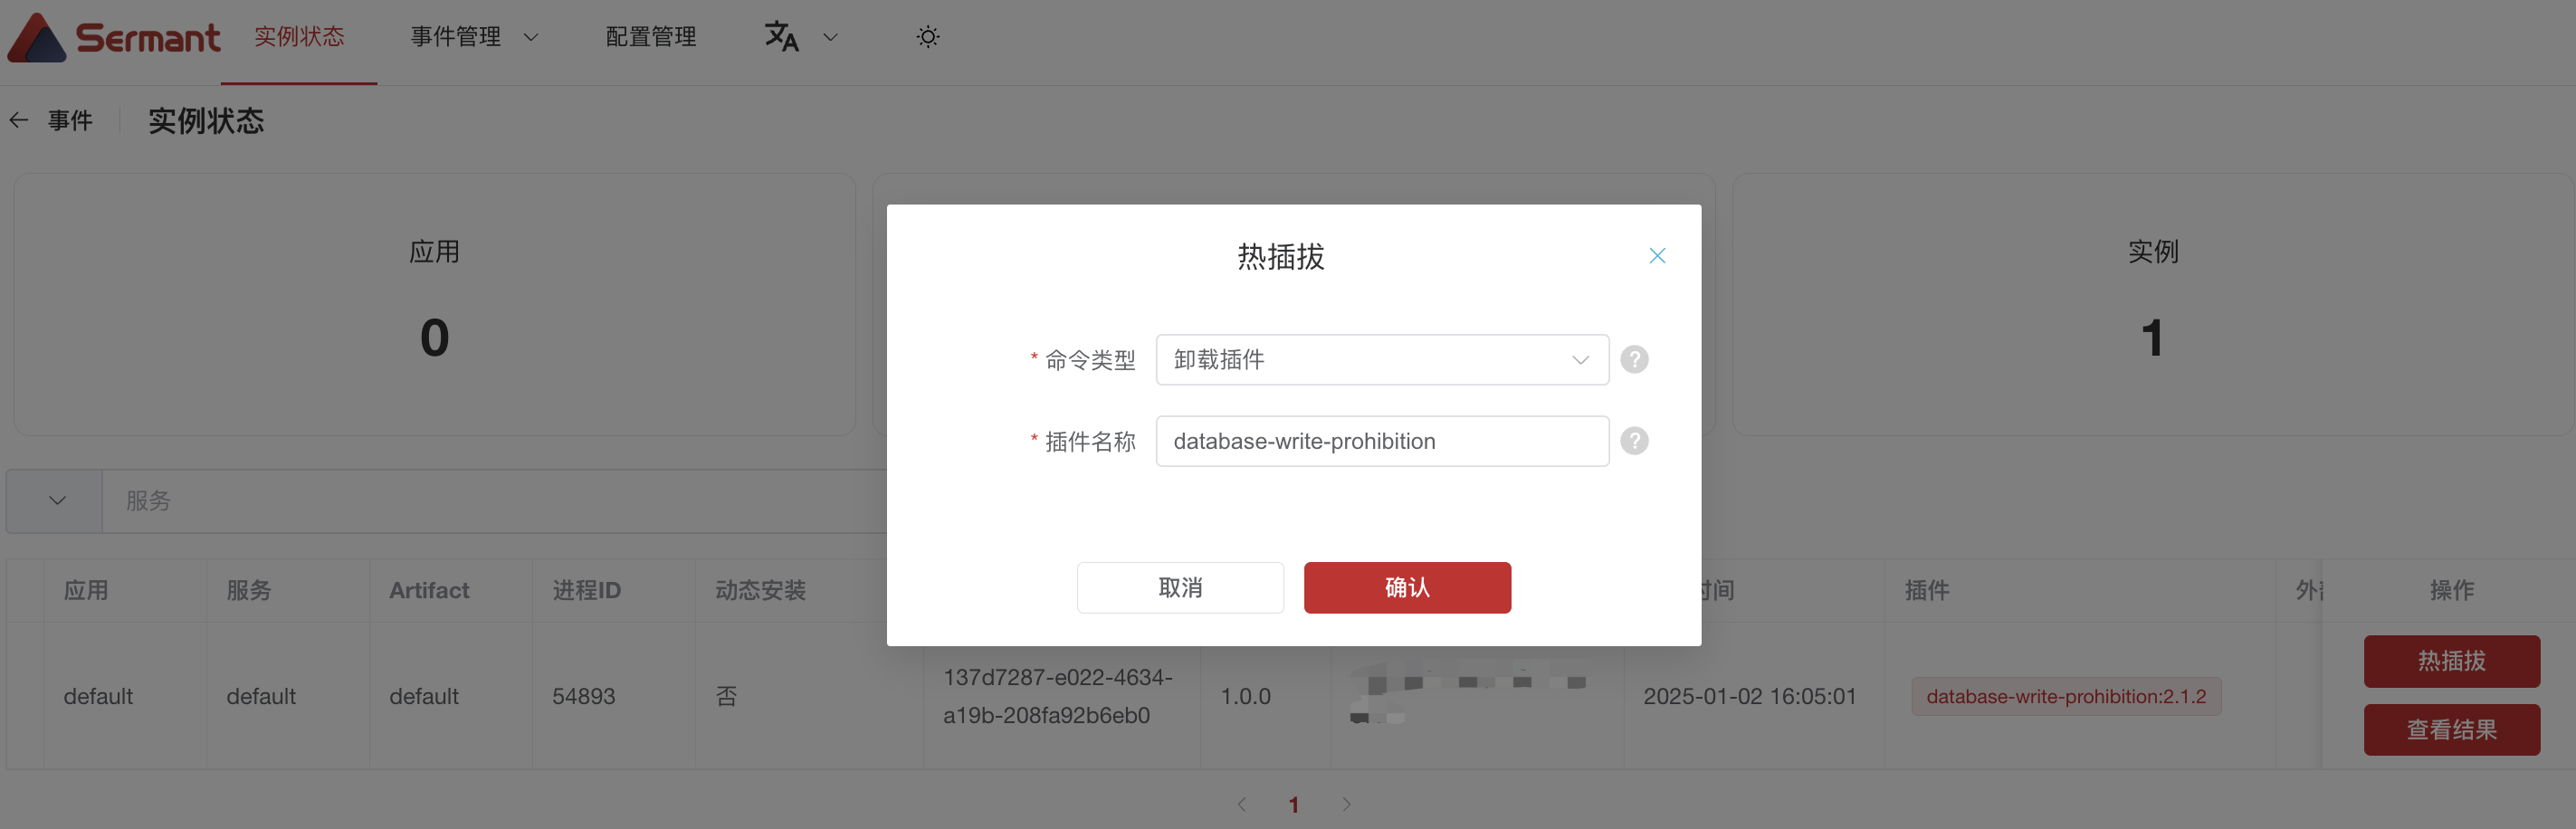 Sermant 实例状态 事件管理 配置管理
事件 实例状态
应用
0
实例
1
热插拔
* 命令类型 卸载插件 ?
* 插件名称 database-write-prohibition ?
取消 确认
服务
应用 服务 Artifact 进程ID 动态安装 时间 插件 操作
default default default 54893 否 137d7287-e022-4634-a19b-208fa92b6eb0 1.0.0 2025-01-02 16:05:01 database-write-prohibition:2.1.2
热插拔
查看结果
1